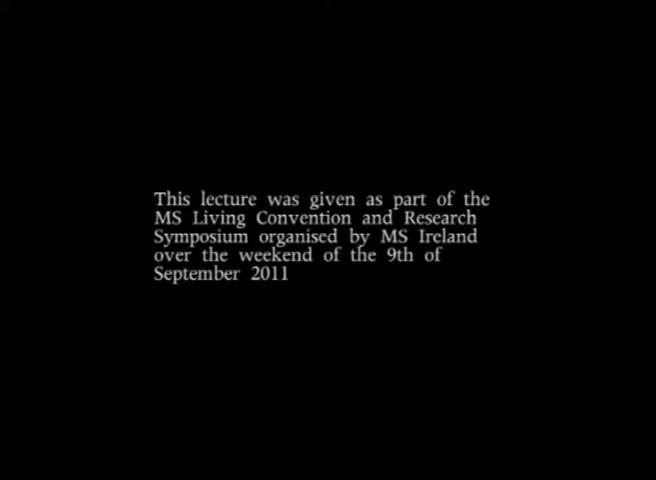 This lecture was given as part of the
MS Living Convention and Research
Symposium organised by MS Ireland
over the weekend of the 9th of
September 2011